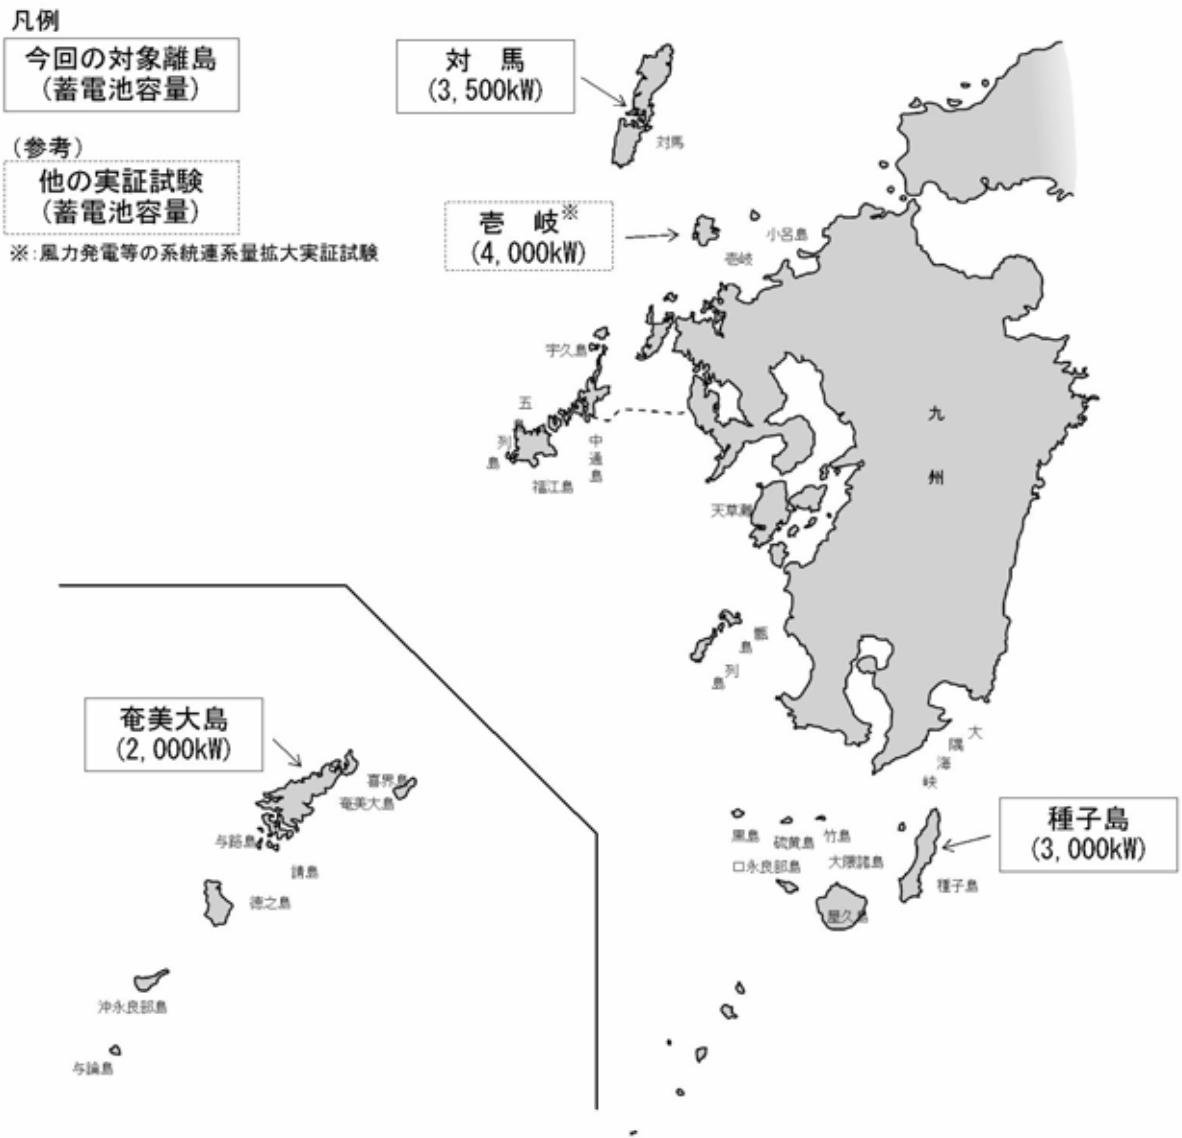 凡例
今回の対象離島
(蓄電池容量)
(参考)
他の実証試験
(蓄電池容量)
※:風力発電等の系統連系量拡大実証試験
対 馬
(3,500kW)
対馬
壱 岐※
(4,000kW)
小呂島
壱岐
宇久島
五島列島
中通島
福江島
九州
天草灘
甑島列島
大隅海峡
奄美大島
(2,000kW)
喜界島
奄美大島
与路島
請島
徳之島
沖永良部島
与論島
種子島
(3,000kW)
黒島
硫黄島
竹島
口永良部島
大隈諸島
種子島
屋久島